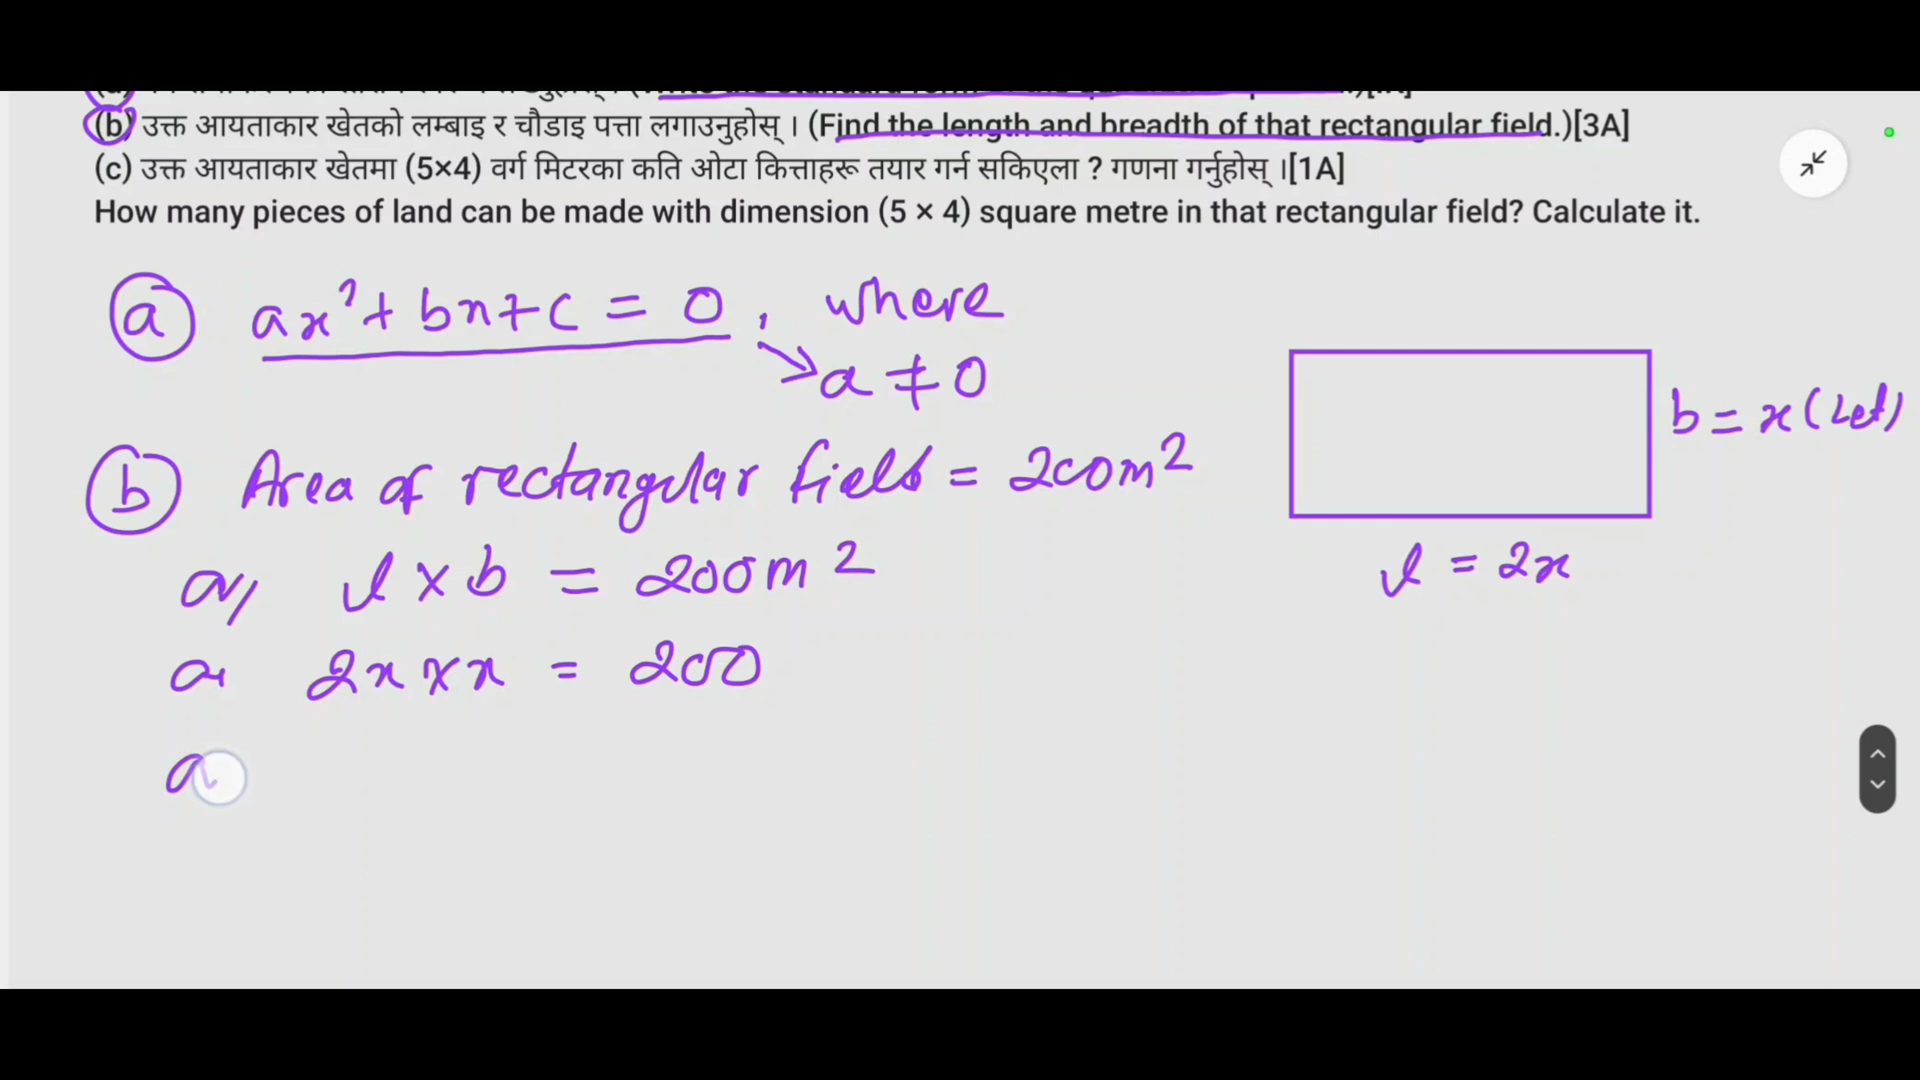 (b) उक्त आयताकार खेतको लम्बाइ र चौडाइ पत्ता लगाउनुहोस् । (Find the length and breadth of that rectangular field.)[3A]
(c) उक्त आयताकार खेतमा (5×4) वर्ग मिटरका कति ओटा कित्ताहरू तयार गर्न सकिएला ? गणना गर्नुहोस् ।[1A]
How many pieces of land can be made with dimension (5 × 4) square metre in that rectangular field? Calculate it.
a ax²+bx+c = 0, where
a ≠ 0
b = x (Let)
b Area of rectangular field = 200m²
or, l × b = 200m²
l = 2x
or 2x × x = 200